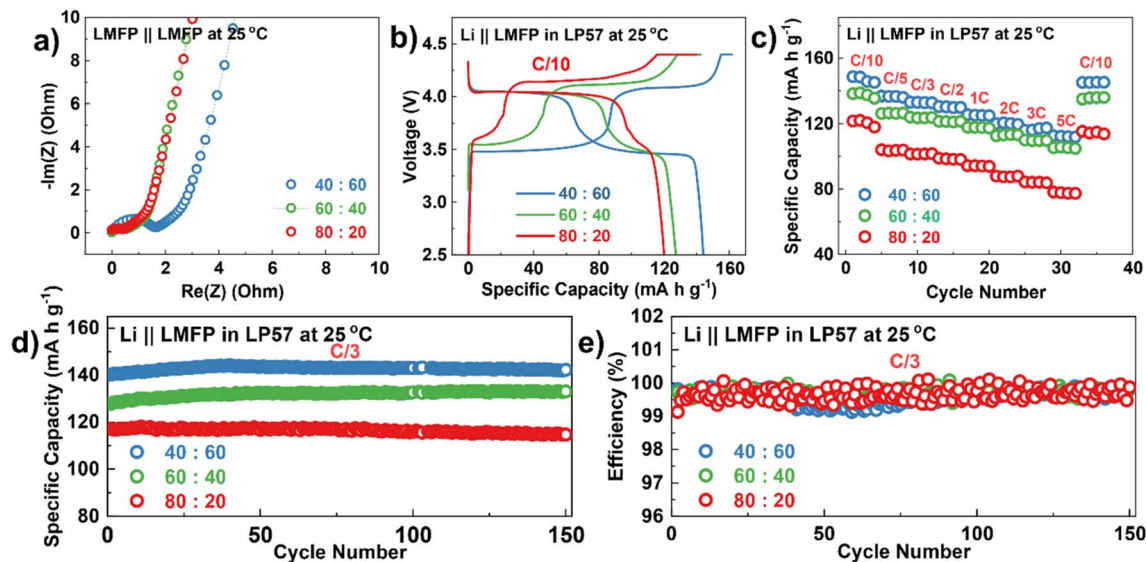 a)
LMFP || LMFP at 25 °C
-Im(Z) (Ohm)
10
8
6
4
2
0
40 : 60
60 : 40
80 : 20
0 2 4 6 8 10
Re(Z) (Ohm)
b)
Li || LMFP in LP57 at 25 °C
C/10
Voltage (V)
4.5
4.0
3.5
3.0
2.5
40 : 60
60 : 40
80 : 20
0 40 80 120 160
Specific Capacity (mA h g⁻¹)
c)
Li || LMFP in LP57 at 25 °C
Specific Capacity (mA h g⁻¹)
160
120
80
40
C/10 C/5 C/3 C/2 1C 2C 3C 5C C/10
40 : 60
60 : 40
80 : 20
0 10 20 30 40
Cycle Number
d)
Li || LMFP in LP57 at 25 °C
C/3
Specific Capacity (mA h g⁻¹)
160
140
120
100
80
40 : 60
60 : 40
80 : 20
0 50 100 150
Cycle Number
e)
Li || LMFP in LP57 at 25 °C
C/3
Efficiency (%)
102
101
100
99
98
97
96
40 : 60
60 : 40
80 : 20
0 50 100 150
Cycle Number